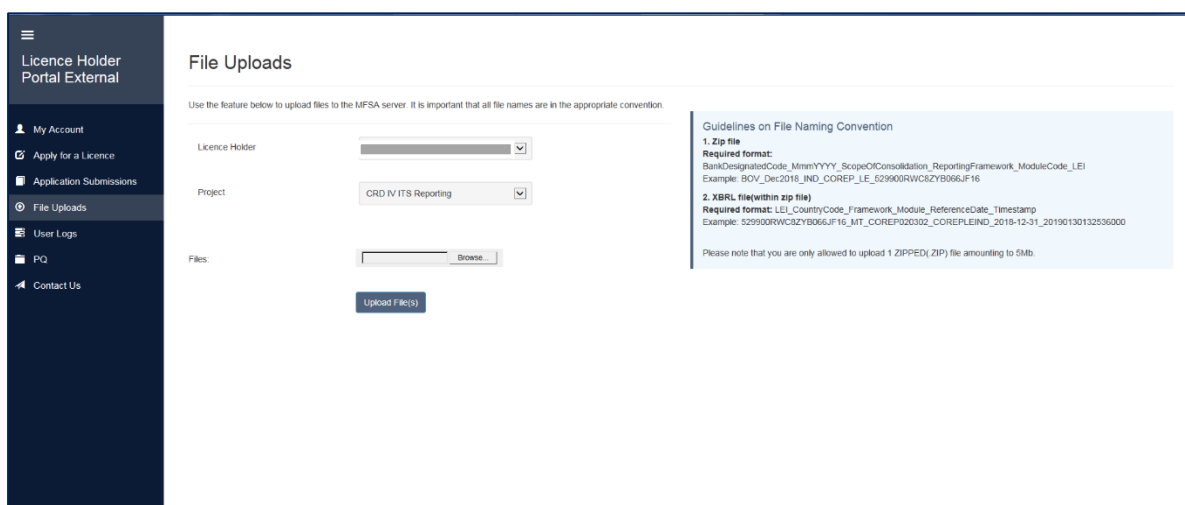 Licence Holder
Portal External
My Account
Apply for a Licence
Application Submissions
File Uploads
User Logs
PQ
Contact Us
File Uploads
Use the feature below to upload files to the MFSA server. It is important that all file names are in the appropriate convention.
Licence Holder
Project
CRD IV ITS Reporting
Files:
Browse...
Upload File(s)
Guidelines on File Naming Convention
1. Zip file
Required format:
BankDesignatedCode_MmmYYYY_ScopeOfConsolidation_ReportingFramework_ModuleCode_LEI
Example: BOV_Dec2018_IND_COREP_LE_529900RWC8ZYB066JF16
2. XBRL file(within zip file)
Required format: LEI_CountryCode_Framework_Module_ReferenceDate_Timestamp
Example: 529900RWC8ZYB066JF16_MT_COREP020302_COREPLEIND_2018-12-31_20190130132536000
Please note that you are only allowed to upload 1 ZIPPED(.ZIP) file amounting to 5Mb.